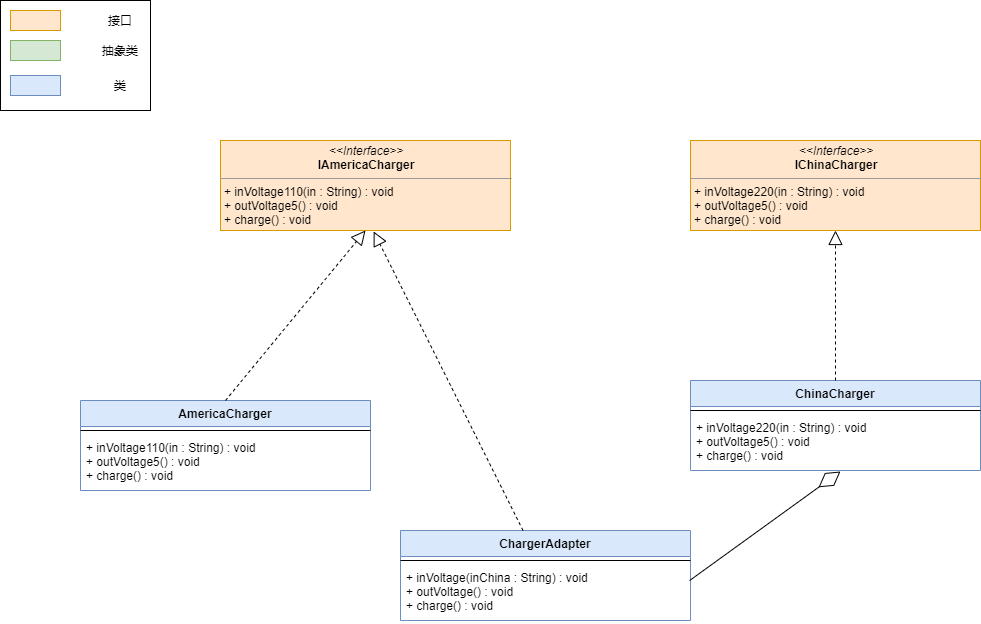 接口
抽象类
类
<<Interface>>
IAmericaCharger
+ inVoltage110(in : String) : void
+ outVoltage5() : void
+ charge() : void
<<Interface>>
IChinaCharger
+ inVoltage220(in : String) : void
+ outVoltage5() : void
+ charge() : void
AmericaCharger
+ inVoltage110(in : String) : void
+ outVoltage5() : void
+ charge() : void
ChinaCharger
+ inVoltage220(in : String) : void
+ outVoltage5() : void
+ charge() : void
ChargerAdapter
+ inVoltage(inChina : String) : void
+ outVoltage() : void
+ charge() : void